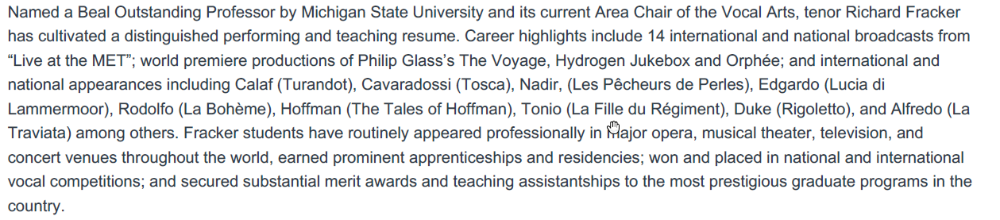 Named a Beal Outstanding Professor by Michigan State University and its current Area Chair of the Vocal Arts, tenor Richard Fracker
has cultivated a distinguished performing and teaching resume. Career highlights include 14 international and national broadcasts from
“Live at the MET”; world premiere productions of Philip Glass’s The Voyage, Hydrogen Jukebox and Orphée; and international and
national appearances including Calaf (Turandot), Cavaradossi (Tosca), Nadir, (Les Pêcheurs de Perles), Edgardo (Lucia di
Lammermoor), Rodolfo (La Bohème), Hoffman (The Tales of Hoffman), Tonio (La Fille du Régiment), Duke (Rigoletto), and Alfredo (La
Traviata) among others. Fracker students have routinely appeared professionally in major opera, musical theater, television, and
concert venues throughout the world, earned prominent apprenticeships and residencies; won and placed in national and international
vocal competitions; and secured substantial merit awards and teaching assistantships to the most prestigious graduate programs in the
country.